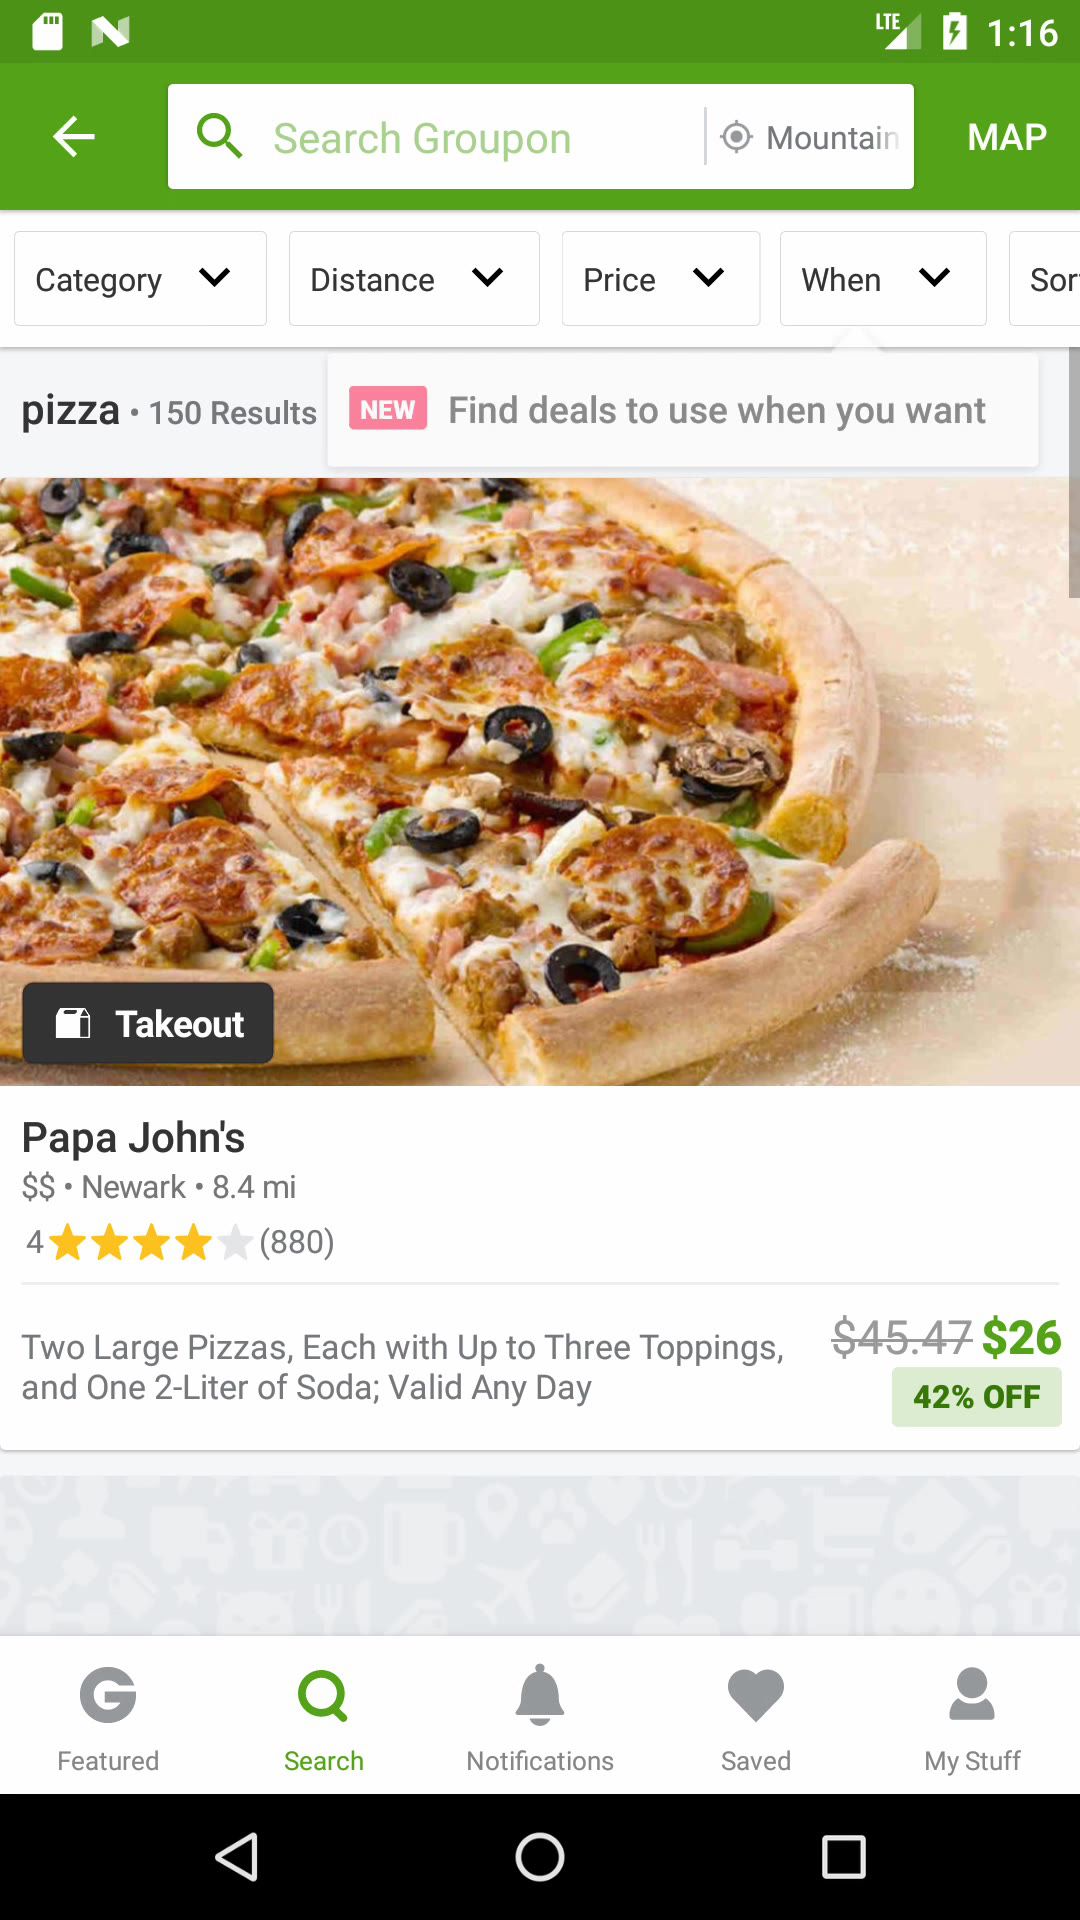 LTE 1:16
Search Groupon Mountain MAP
Category Distance Price When Sor
pizza • 150 Results NEW Find deals to use when you want
Takeout
Papa John's
$$ • Newark • 8.4 mi
4 (880)
Two Large Pizzas, Each with Up to Three Toppings, $45.47 $26
and One 2-Liter of Soda; Valid Any Day 42% OFF
Featured Search Notifications Saved My Stuff